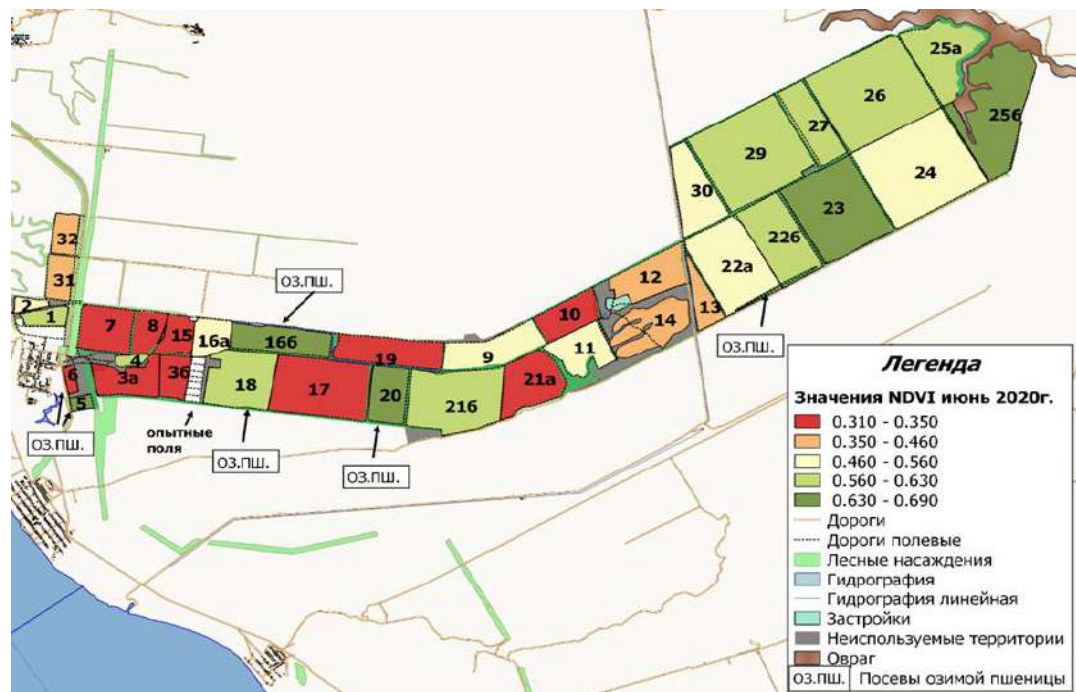 25а
26
27
256
29
24
30
23
226
32
22а
31
12
13
ОЗ.ПШ.
2
1
10
14
7
8
15
16а
166
9
11
19
4
6
3а
36
18
17
20
216
21а
5
ОЗ.ПШ.
опытные
поля
ОЗ.ПШ.
ОЗ.ПШ.
ОЗ.ПШ.
Легенда
Значения NDVI июнь 2020г.
0.310 - 0.350
0.350 - 0.460
0.460 - 0.560
0.560 - 0.630
0.630 - 0.690
Дороги
Дороги полевые
Лесные насаждения
Гидрография
Гидрография линейная
Застройки
Неиспользуемые территории
Овраг
ОЗ.ПШ. Посевы озимой пшеницы